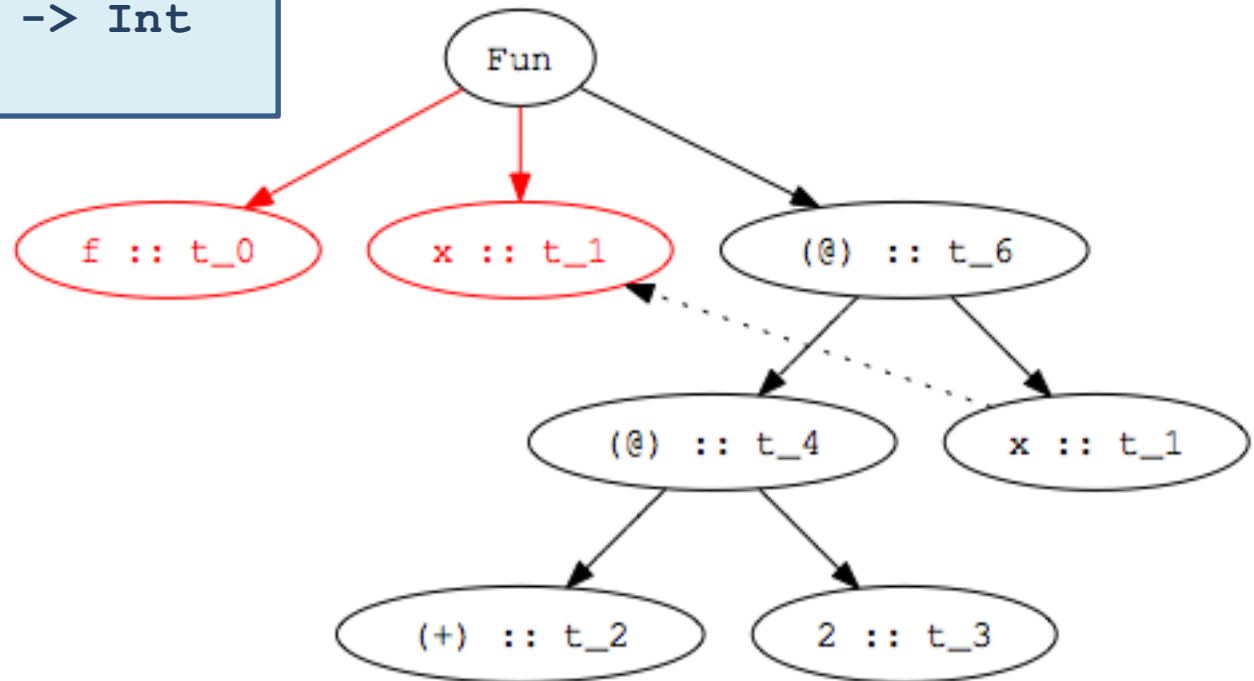 -> Int
Fun
f :: t_0
x :: t_1
(@) :: t_6
(@) :: t_4
x :: t_1
(+) :: t_2
2 :: t_3